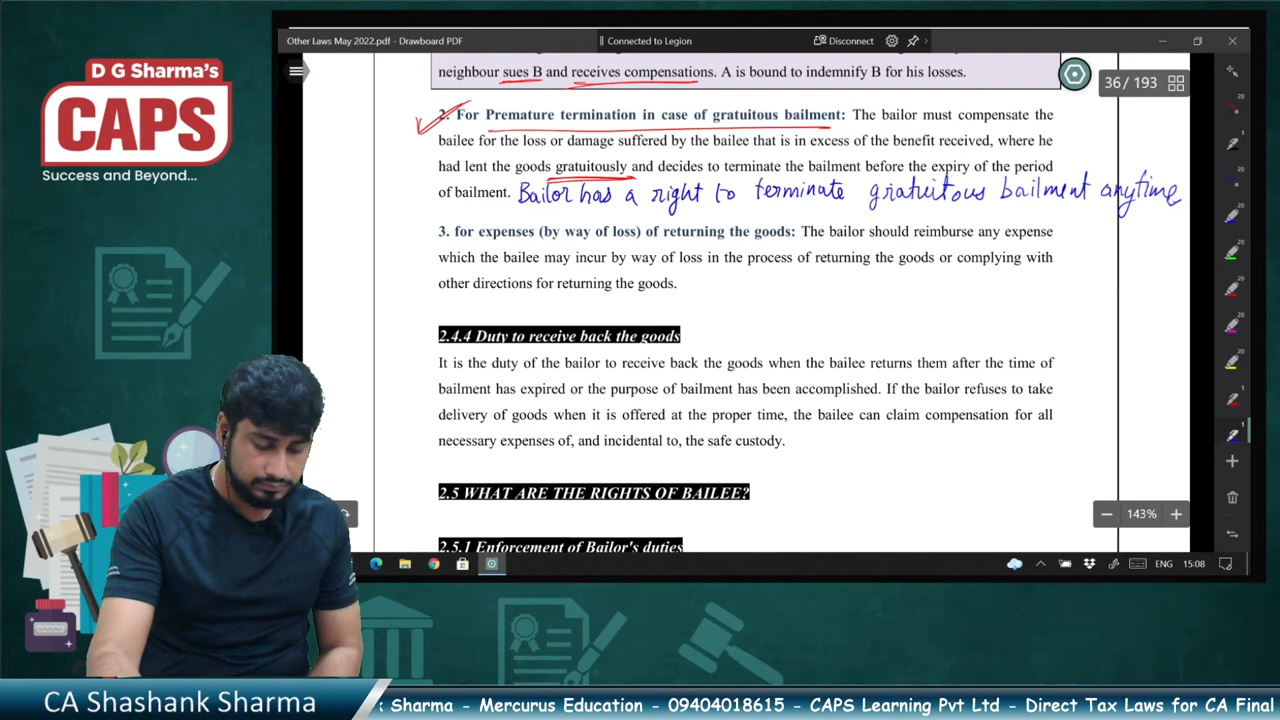 D G Sharma's
CAPS
Success and Beyond...
Other Laws May 2022.pdf - Drawboard PDF
Connected to Legion
Disconnect
neighbour sues B and receives compensations. A is bound to indemnify B for his losses.
36 / 193
2. For Premature termination in case of gratuitous bailment: The bailor must compensate the
bailee for the loss or damage suffered by the bailee that is in excess of the benefit received, where he
had lent the goods gratuitously and decides to terminate the bailment before the expiry of the period
of bailment. Bailor has a right to terminate gratuitous bailment anytime
3. for expenses (by way of loss) of returning the goods: The bailor should reimburse any expense
which the bailee may incur by way of loss in the process of returning the goods or complying with
other directions for returning the goods.
2.4.4 Duty to receive back the goods
It is the duty of the bailor to receive back the goods when the bailee returns them after the time of
bailment has expired or the purpose of bailment has been accomplished. If the bailor refuses to take
delivery of goods when it is offered at the proper time, the bailee can claim compensation for all
necessary expenses of, and incidental to, the safe custody.
2.5 WHAT ARE THE RIGHTS OF BAILEE?
143%
2.5.1 Enforcement of Bailor's duties
ENG
15:08
CA Shashank Sharma
Sharma - Mercurus Education - 09404018615 - CAPS Learning Pvt Ltd - Direct Tax Laws for CA Final